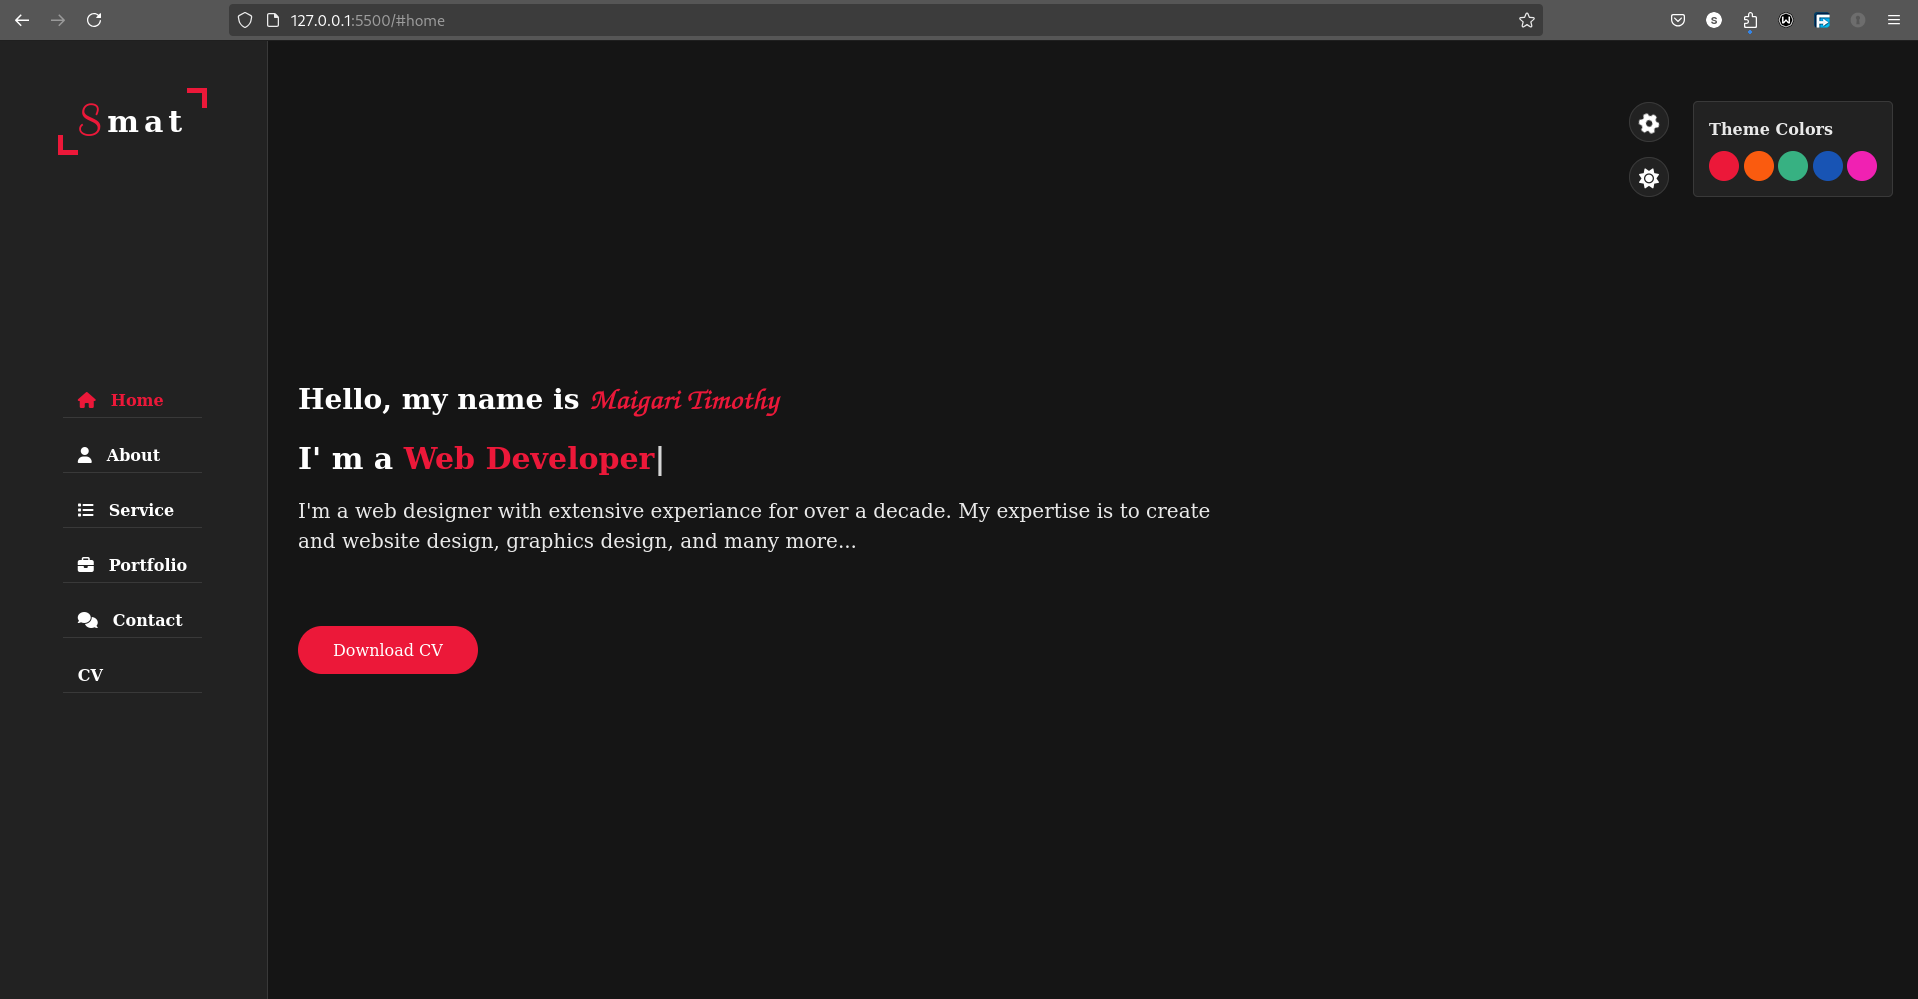 127.0.0.1:5500/#home
Smat
Theme Colors
Home
About
Service
Portfolio
Contact
CV
Hello, my name is Maigari Timothy
I' m a Web Developer|
I'm a web designer with extensive experiance for over a decade. My expertise is to create
and website design, graphics design, and many more...
Download CV